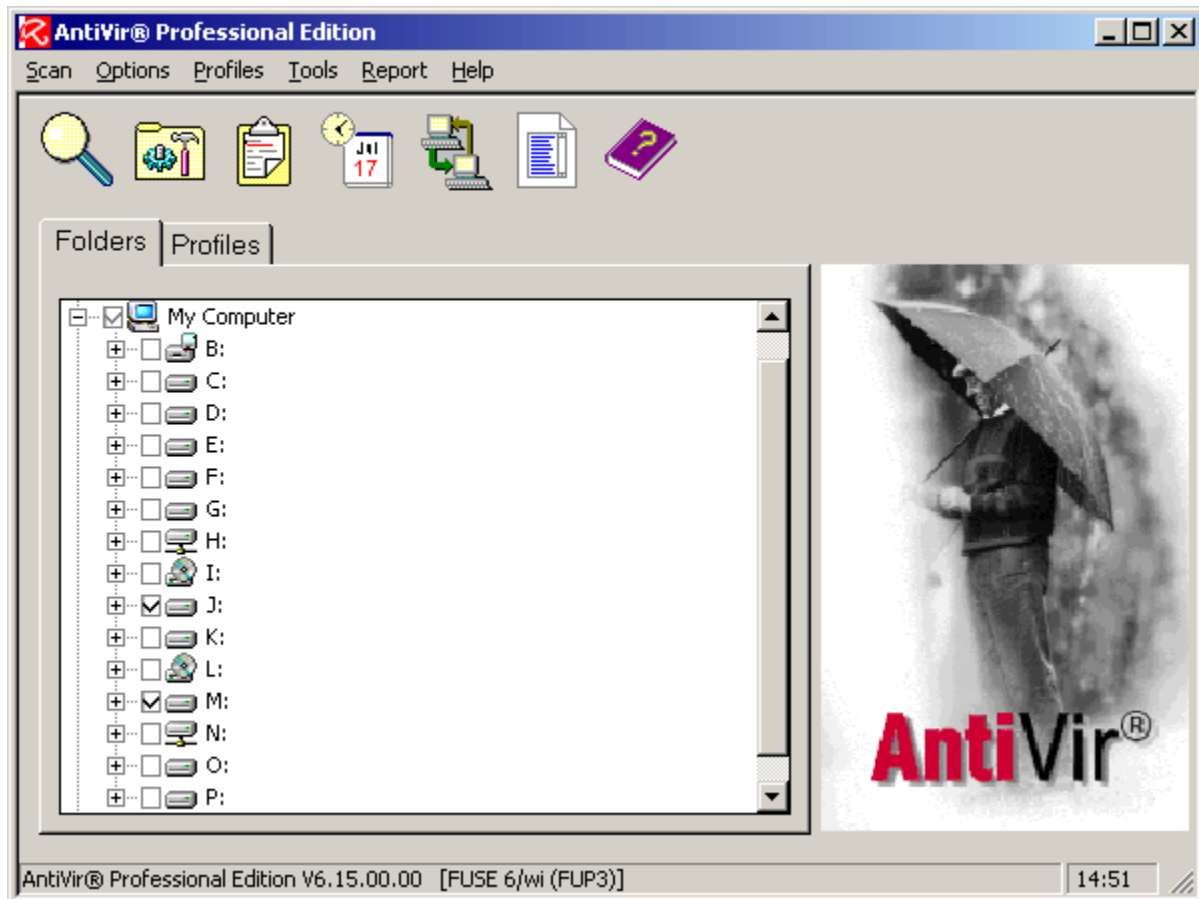 AntiVir® Professional Edition
Scan Options Profiles Tools Report Help
Jul
17
?
Folders Profiles
My Computer
B:
C:
D:
E:
F:
G:
H:
I:
J:
K:
L:
M:
N:
O:
P:
AntiVir®
AntiVir® Professional Edition V6.15.00.00 [FUSE 6/wi (FUP3)] 14:51